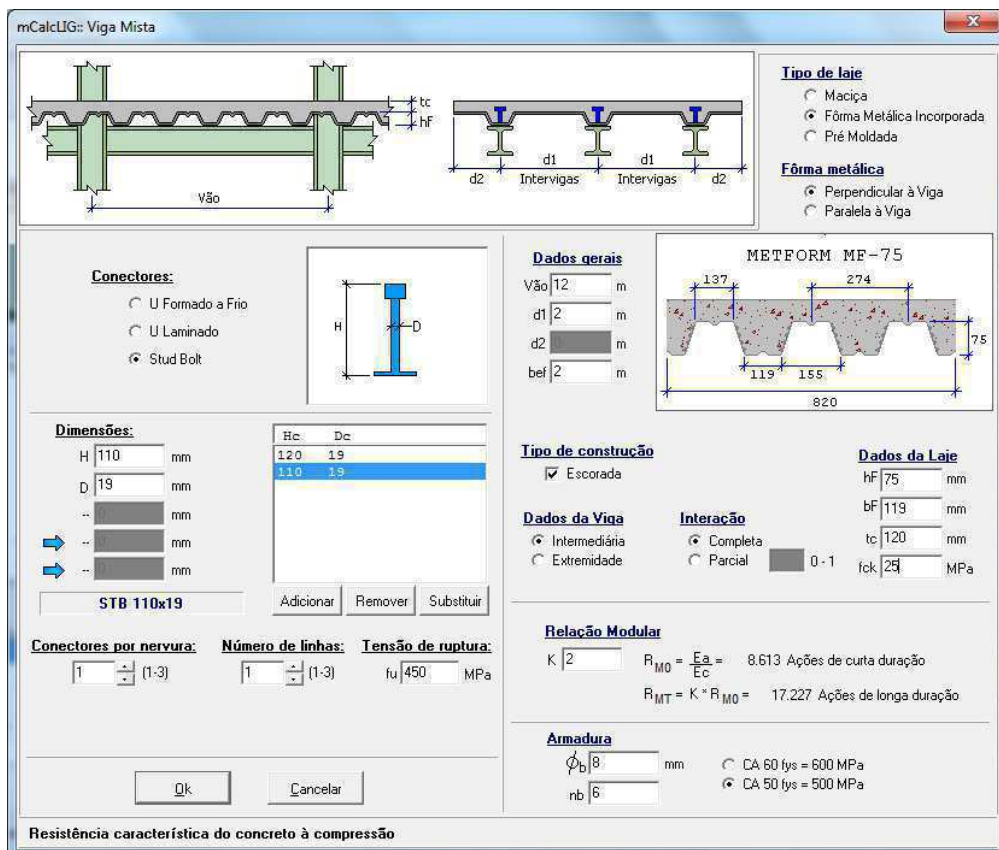 mCalcLIG:: Viga Mista
tc
hF
Vão
d2
d1
Intervigas
d1
Intervigas
d2
Tipo de laje
Maciça
Fôrma Metálica Incorporada
Pré Moldada
Fôrma metálica
Perpendicular à Viga
Paralela à Viga
Conectores:
U Formado a Frio
U Laminado
Stud Bolt
H
D
Dados gerais
Vão 12 m
d1 2 m
d2 0 m
bef 2 m
METFORM MF-75
137
274
75
119
155
820
Dimensões:
H 110 mm
D 19 mm
-- 0 mm
-- 0 mm
-- 0 mm
STB 110x19
Hc Dc
120 19
110 19
Adicionar Remover Substituir
Conectores por nervura:
1 (1-3)
Número de linhas:
1 (1-3)
Tensão de ruptura:
fu 450 MPa
Ok
Cancelar
Tipo de construção
Escorada
Dados da Viga
Intermediária
Extremidade
Interação
Completa
Parcial 0 - 1
Dados da Laje
hF 75 mm
bF 119 mm
tc 120 mm
fck 25 MPa
Relação Modular
K 2
RM0 = Ea/Ec = 8.613 Ações de curta duração
RMT = K * RM0 = 17.227 Ações de longa duração
Armadura
ϕb 8 mm
nb 6
CA 60 fys = 600 MPa
CA 50 fys = 500 MPa
Resistência característica do concreto à compressão